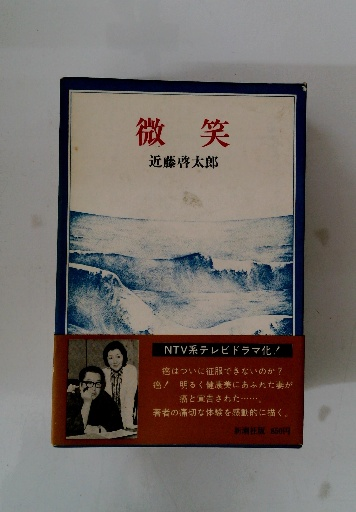 微笑
近藤啓太郎
NTV系テレビドラマ化!
癌はついに征服できないのか?
癌! 明るく健康美にあふれた妻が
癌と宣告された……。
著者の痛切な体験を感動的に描く。
新潮社版